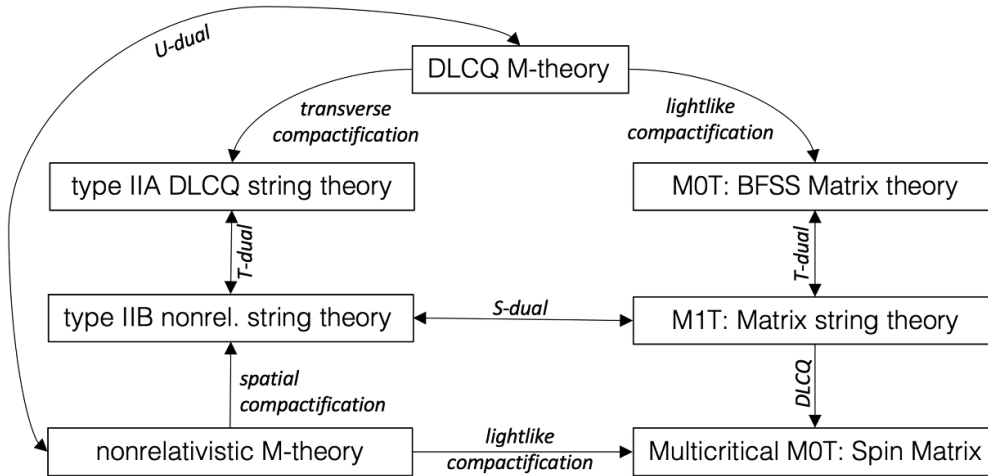 U-dual
DLCQ M-theory
transverse
compactification
lightlike
compactification
type IIA DLCQ string theory
M0T: BFSS Matrix theory
T-dual
T-dual
type IIB nonrel. string theory
S-dual
M1T: Matrix string theory
spatial
compactification
DLCQ
nonrelativistic M-theory
lightlike
compactification
Multicritical M0T: Spin Matrix